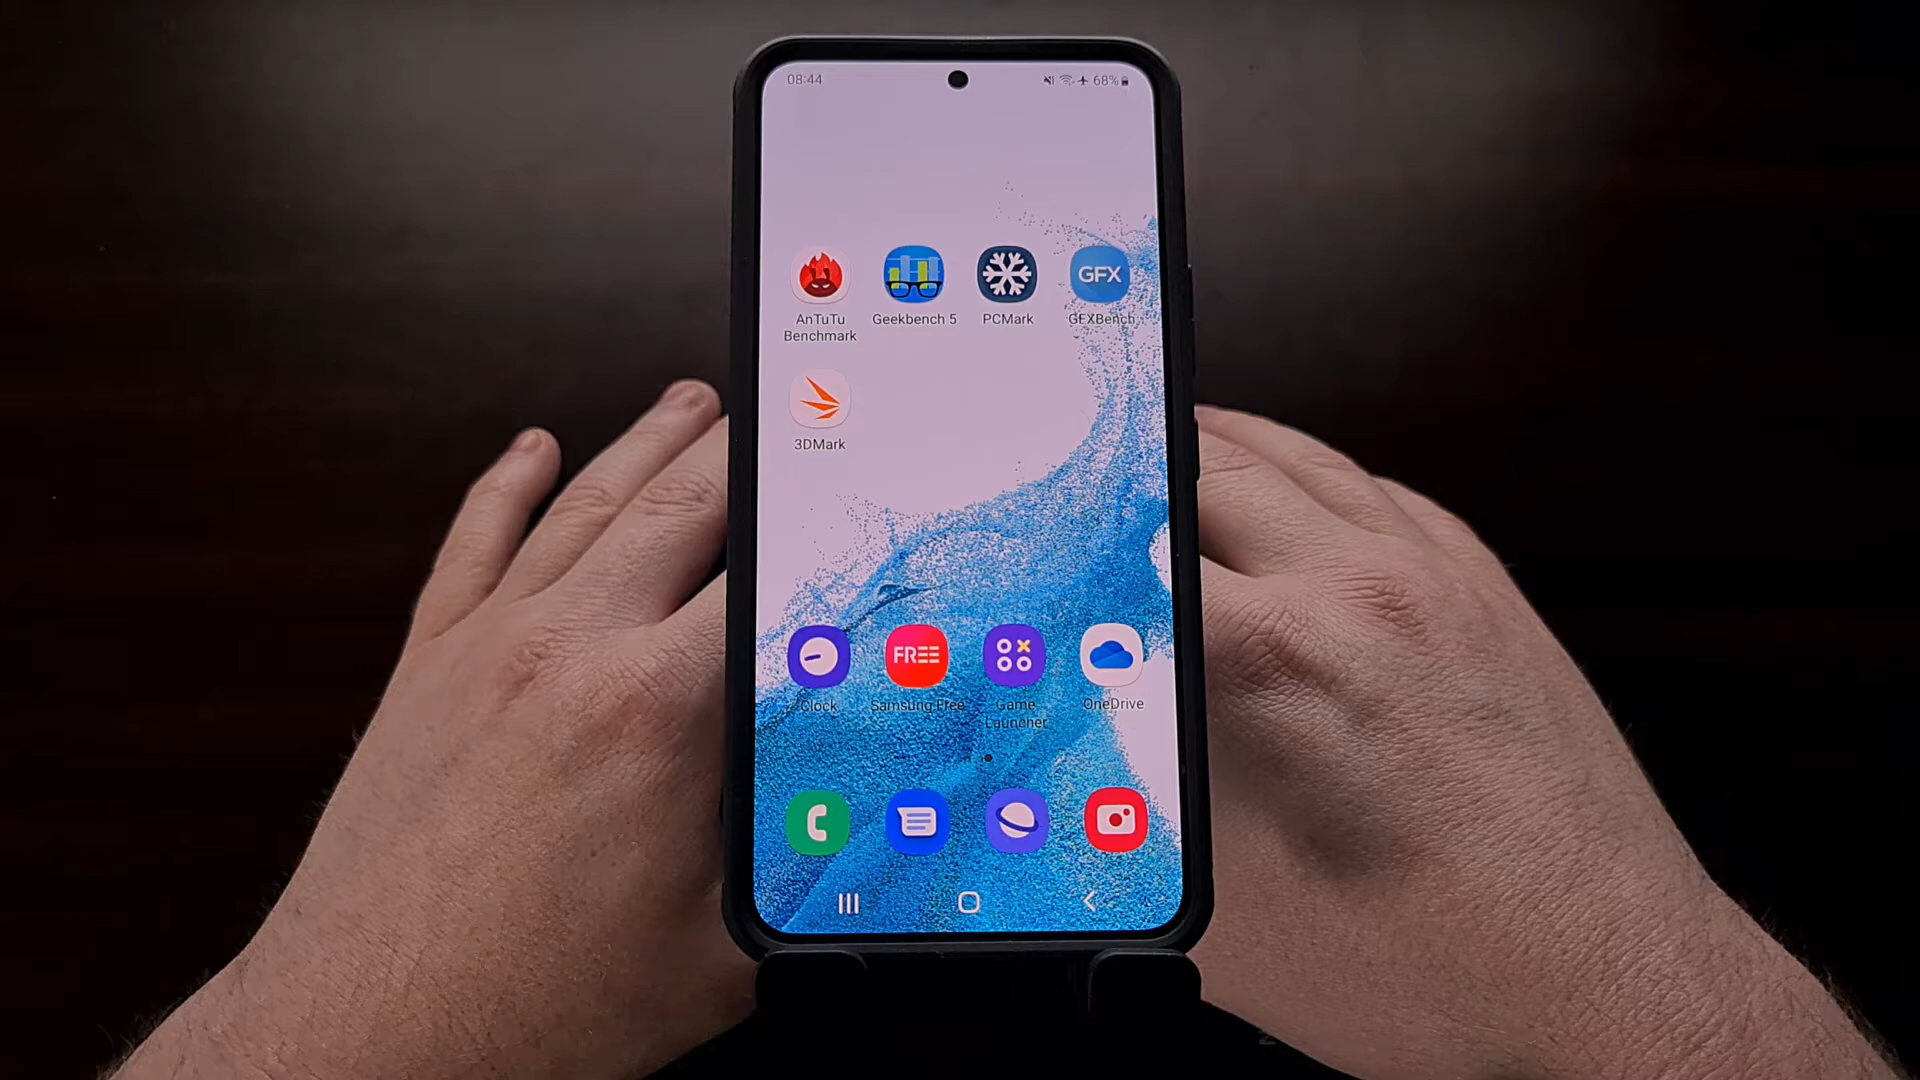 08:44
68%
GFX
AnTuTu
Benchmark
Geekbench 5
PCMark
GFXBench
3DMark
FREE
Clock
Samsung Free
Game
Launcher
OneDrive